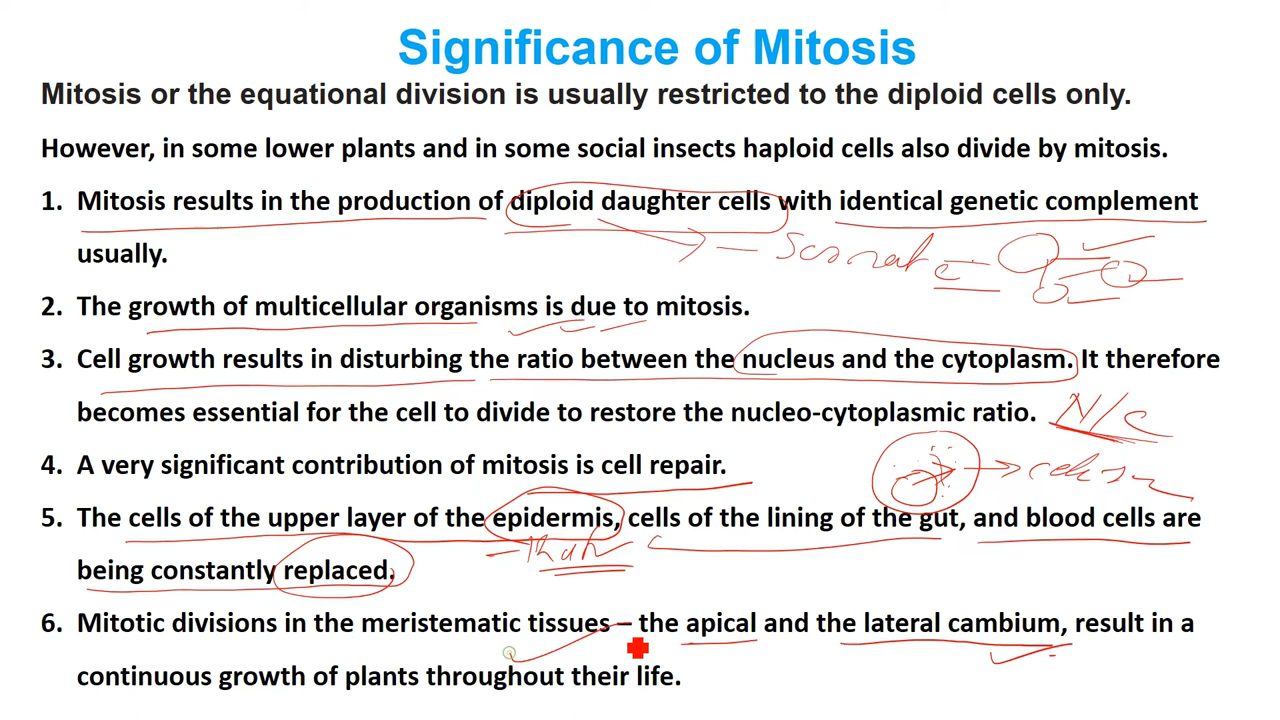 Significance of Mitosis
Mitosis or the equational division is usually restricted to the diploid cells only.
However, in some lower plants and in some social insects haploid cells also divide by mitosis.
1. Mitosis results in the production of diploid daughter cells with identical genetic complement
usually.
2. The growth of multicellular organisms is due to mitosis.
3. Cell growth results in disturbing the ratio between the nucleus and the cytoplasm. It therefore
becomes essential for the cell to divide to restore the nucleo-cytoplasmic ratio.
N/C
4. A very significant contribution of mitosis is cell repair.
5. The cells of the upper layer of the epidermis, cells of the lining of the gut, and blood cells are
being constantly replaced.
6. Mitotic divisions in the meristematic tissues – the apical and the lateral cambium, result in a
continuous growth of plants throughout their life.